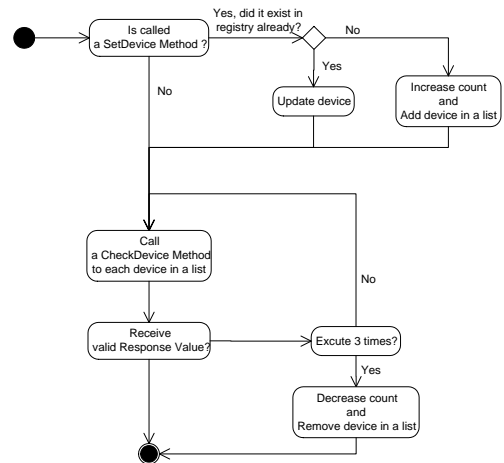 Yes, did it exist in
registry already?
Is called
a SetDevice Method ?
No
Yes
No
Update device
Increase count
and
Add device in a list
Call
a CheckDevice Method
to each device in a list
No
Receive
valid Response Value?
Excute 3 times?
Yes
Decrease count
and
Remove device in a list